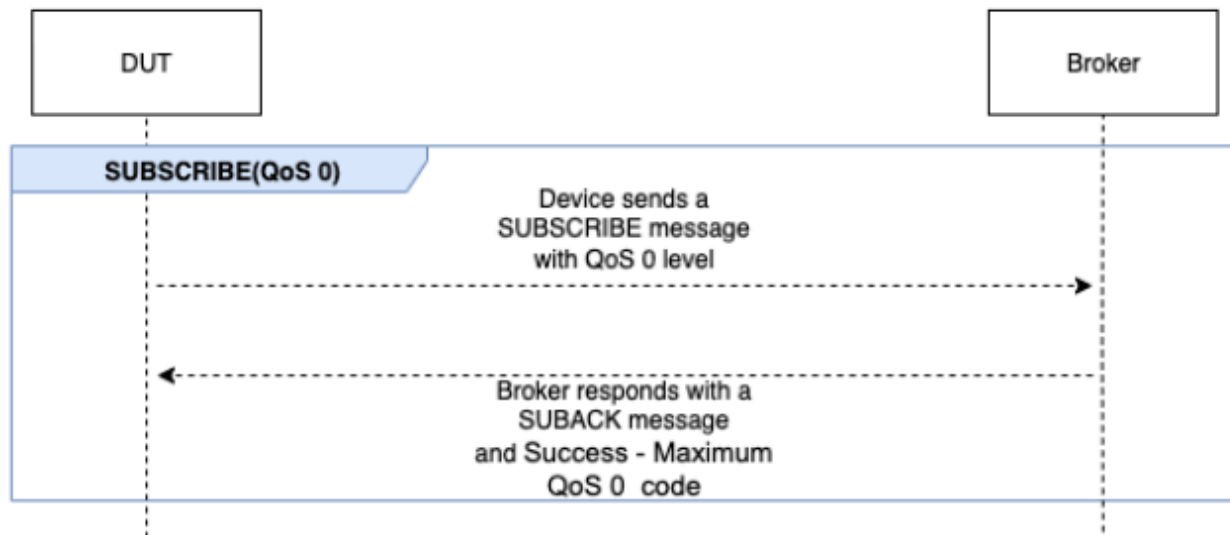 DUT
Broker
SUBSCRIBE(QoS 0)
Device sends a
SUBSCRIBE message
with QoS 0 level
Broker responds with a
SUBACK message
and Success - Maximum
QoS 0 code